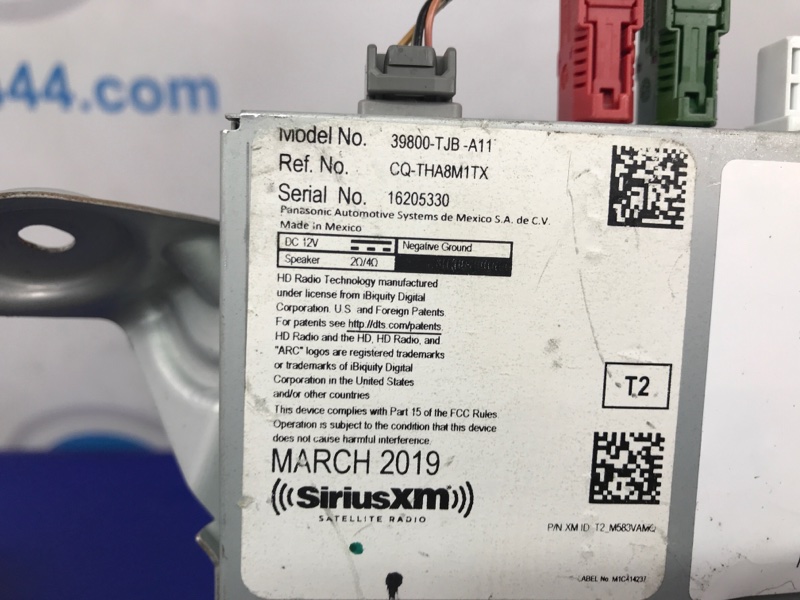 444.com
Model No. 39800-TJB-A11
Ref. No. CQ-THA8M1TX
Serial No. 16205330
Panasonic Automotive Systems de Mexico S.A. de C.V.
Made in Mexico
DC 12V Negative Ground
Speaker 2Ω/4Ω
HD Radio Technology manufactured
under license from iBiquity Digital
Corporation. U.S. and Foreign Patents.
For patents see http://dts.com/patents.
HD Radio and the HD, HD Radio, and
"ARC" logos are registered trademarks
or trademarks of iBiquity Digital
Corporation in the United States
and/or other countries
This device complies with Part 15 of the FCC Rules.
Operation is subject to the condition that this device
does not cause harmful interference.
T2
MARCH 2019
SiriusXM
SATELLITE RADIO
P/N XM ID: T2_M583VAMQ
LABEL No. M1CA14237